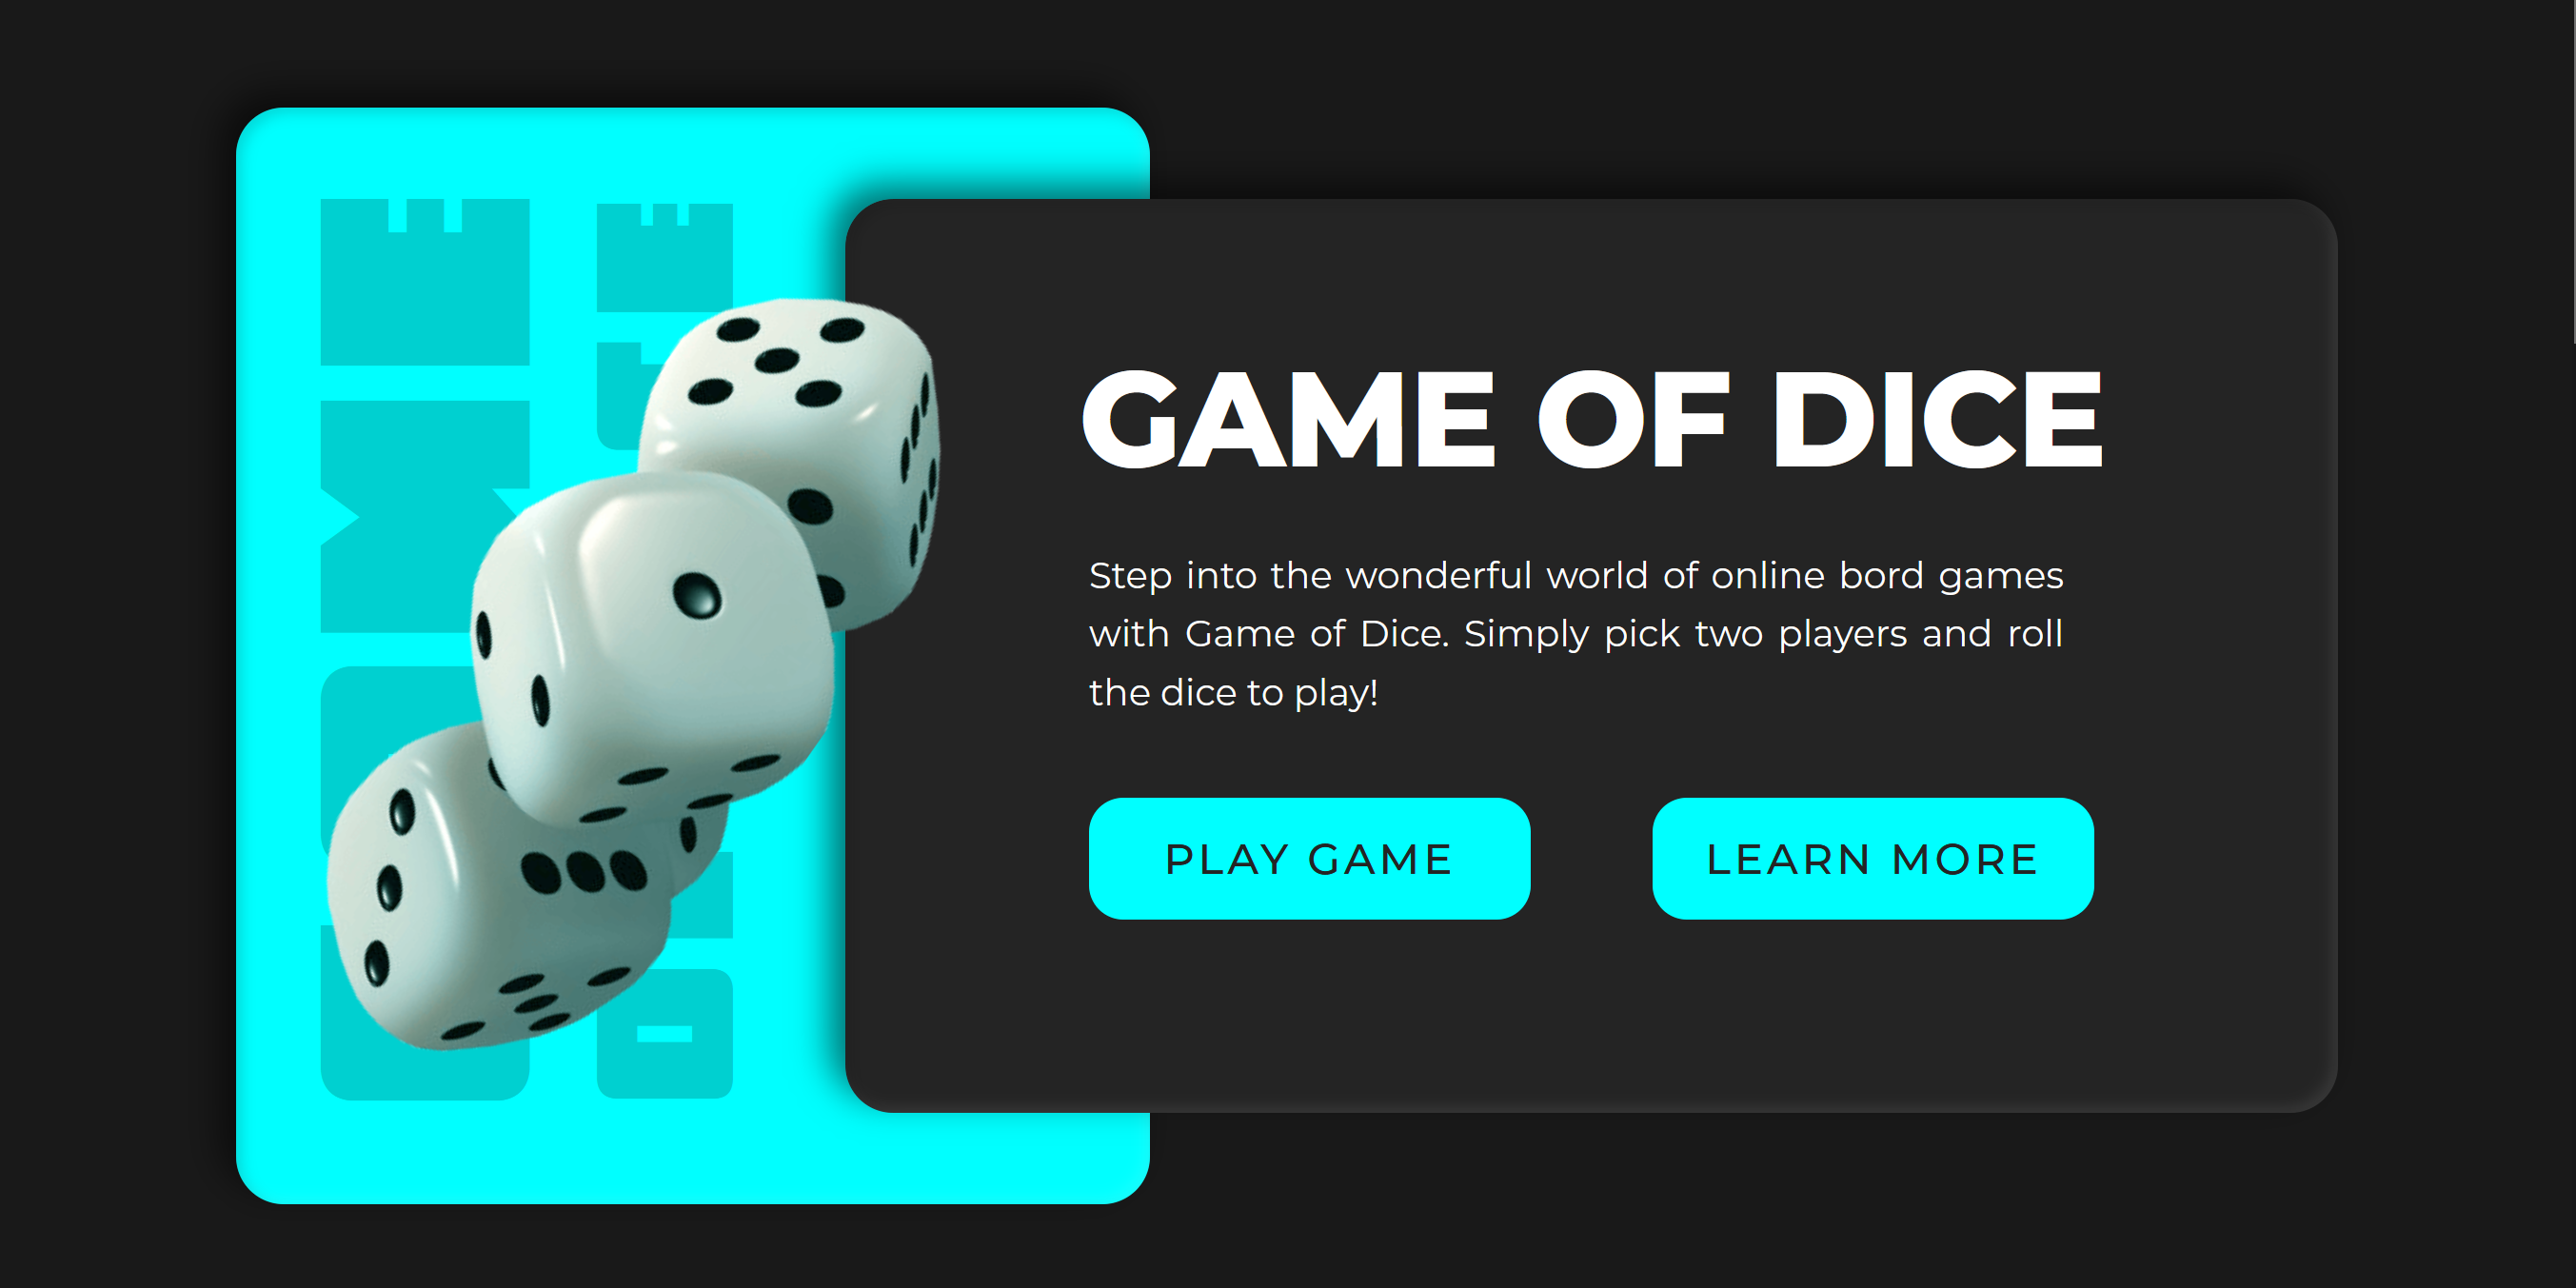 GAME OF DICE
Step into the wonderful world of online bord games
with Game of Dice. Simply pick two players and roll
the dice to play!
PLAY GAME
LEARN MORE